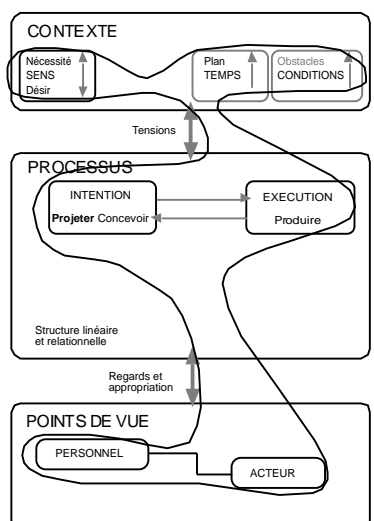 CONTEXTE
Nécessité
SENS
Désir
Plan
TEMPS
Obstacles
CONDITIONS
Tensions
PROCESSUS
INTENTION
Projeter Concevoir
EXECUTION
Produire
Structure linéaire
et relationnelle
Regards et
appropriation
POINTS DE VUE
PERSONNEL
ACTEUR